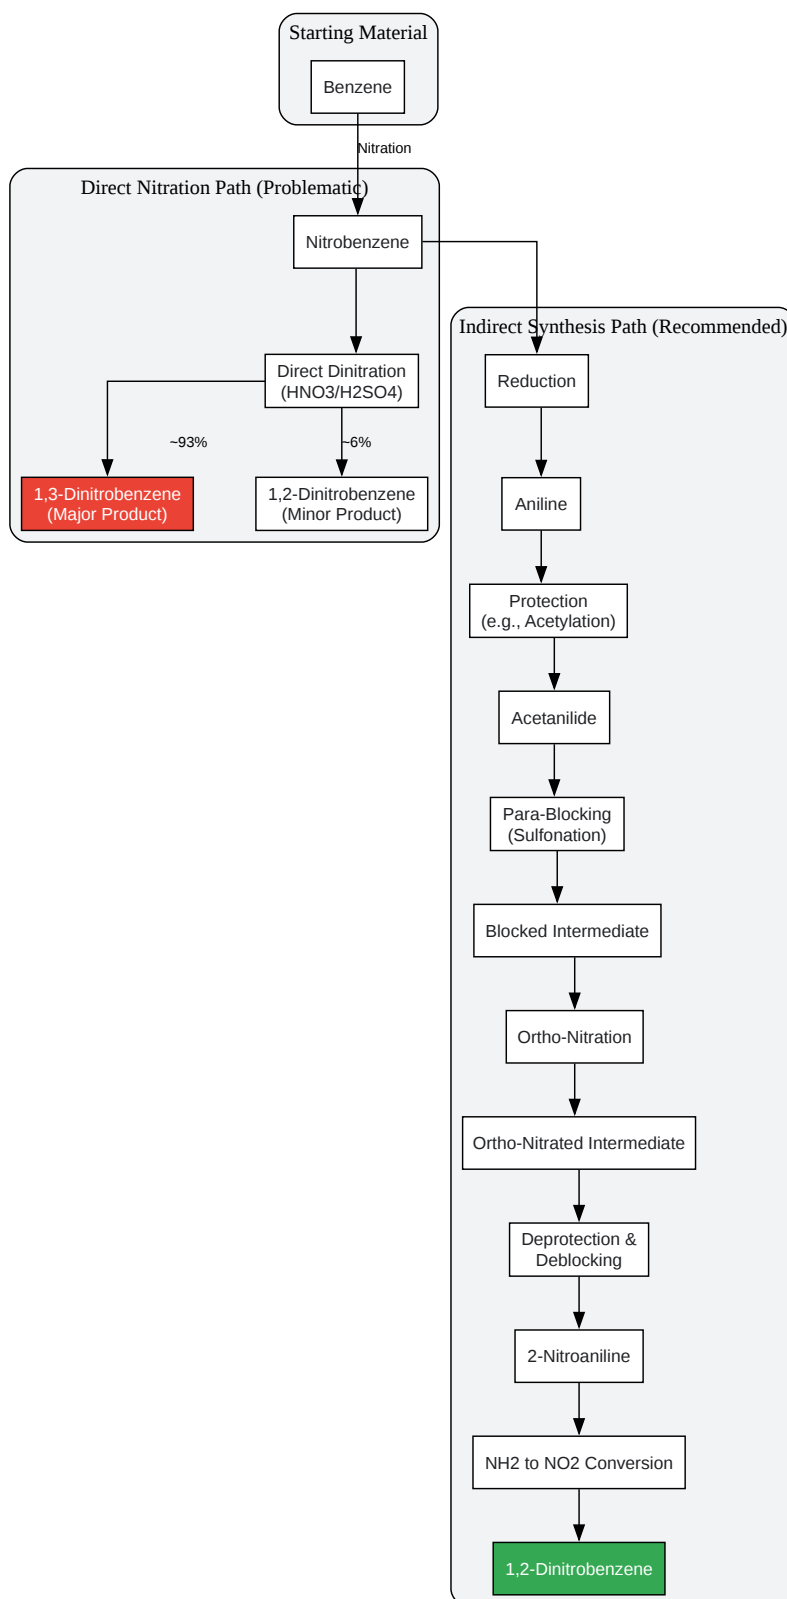 Starting Material
Benzene
Nitration
Direct Nitration Path (Problematic)
Nitrobenzene
Direct Dinitration
(HNO3/H2SO4)
~93%
~6%
1,3-Dinitrobenzene
(Major Product)
1,2-Dinitrobenzene
(Minor Product)
Indirect Synthesis Path (Recommended)
Reduction
Aniline
Protection
(e.g., Acetylation)
Acetanilide
Para-Blocking
(Sulfonation)
Blocked Intermediate
Ortho-Nitration
Ortho-Nitrated Intermediate
Deprotection &
Deblocking
2-Nitroaniline
NH2 to NO2 Conversion
1,2-Dinitrobenzene